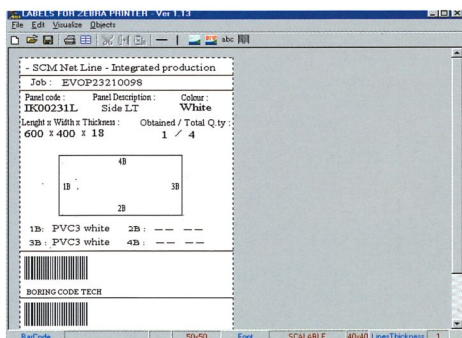 LABELS FOR ZEBRA PRINTER - Ver 1.13
File Edit Visualize Objects
abc
- SCM Net Line - Integrated production
Job : EVOP23210098
Panel code : Panel Description : Colour :
IK00231L Side LT White
Lenght x Width x Thickness : Obtained / Total Q.ty :
600 x 400 x 18 1 / 4
4B
1B 3B
2B
1B: PVC3 white 2B : -- --
3B : PVC3 white 4B : -- --
BORING CODE TECH
BarCode 50x50 Font SCALABLE 40x40 LinesThickness 1